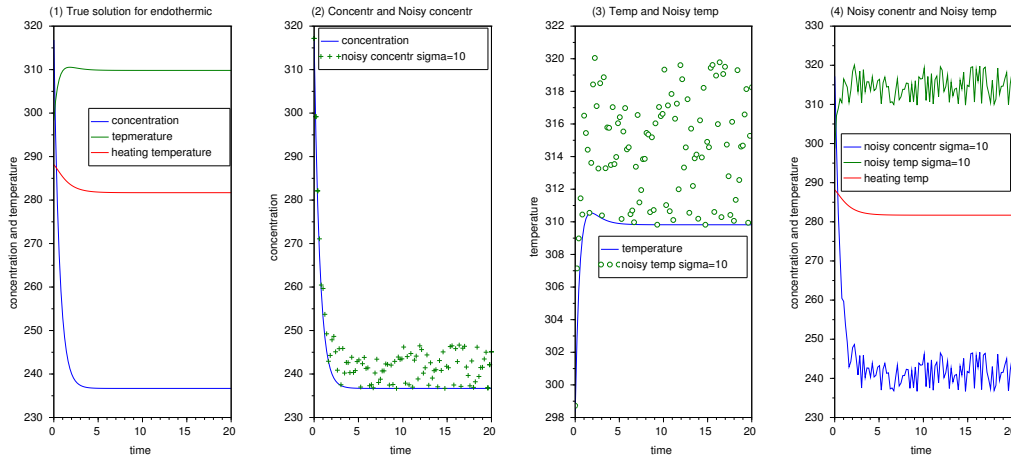 (1) True solution for endothermic
concentration and temperature
320
310
300
290
280
270
260
250
240
230
concentration
tepmerature
heating temperature
0
5
10
15
20
time
(2) Concentr and Noisy concentr
concentration
320
310
300
290
280
270
260
250
240
230
concentration
noisy concentr sigma=10
0
5
10
15
20
time
(3) Temp and Noisy temp
temperature
322
320
318
316
314
312
310
308
306
304
302
300
298
temperature
noisy temp sigma=10
0
5
10
15
20
time
(4) Noisy conentr and Noisy temp
concentration and temperature
330
320
310
300
290
280
270
260
250
240
230
noisy concentr sigma=10
noisy temp sigma=10
heating temp
0
5
10
15
20
time